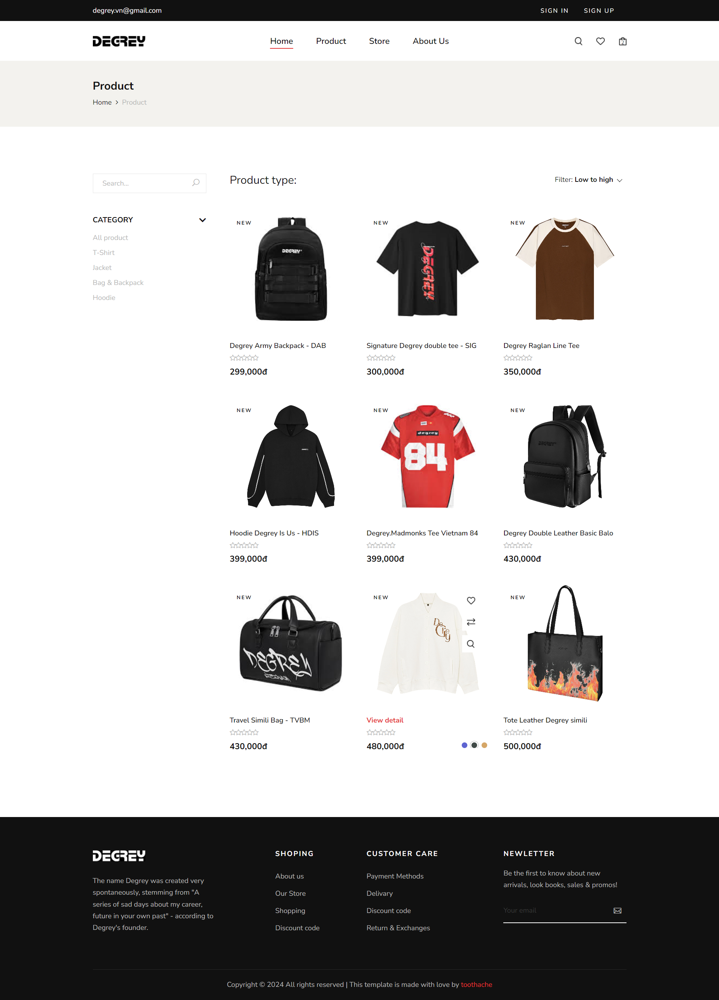 degrey.vn@gmail.com
SIGN IN SIGN UP
DEGREY
Home Product Store About Us
2
Product
Home > Product
Search...
Product type:
Filter: Low to high
CATEGORY
All product
T-Shirt
Jacket
Bag & Backpack
Hoodie
NEW
DEGREY
NEW
DEGREY
NEW
Degrey Army Backpack - DAB
Signature Degrey double tee - SIG
Degrey Raglan Line Tee
299,000đ
300,000đ
350,000đ
NEW
NEW
degrey
84
NEW
DEGREY
Hoodie Degrey Is Us - HDIS
Degrey.Madmonks Tee Vietnam 84
Degrey Double Leather Basic Balo
399,000đ
399,000đ
430,000đ
NEW
DEGREY
NEW
De
Gre
y
NEW
Travel Simili Bag - TVBM
View detail
Tote Leather Degrey simili
430,000đ
480,000đ
500,000đ
DEGREY
The name Degrey was created very
spontaneously, stemming from "A
series of sad days about my career,
future in your own past" - according to
Degrey's founder.
SHOPING
About us
Our Store
Shopping
Discount code
CUSTOMER CARE
Payment Methods
Delivary
Discount code
Return & Exchanges
NEWLETTER
Be the first to know about new
arrivals, look books, sales & promos!
Your email
Copyright © 2024 All rights reserved | This template is made with love by toothache